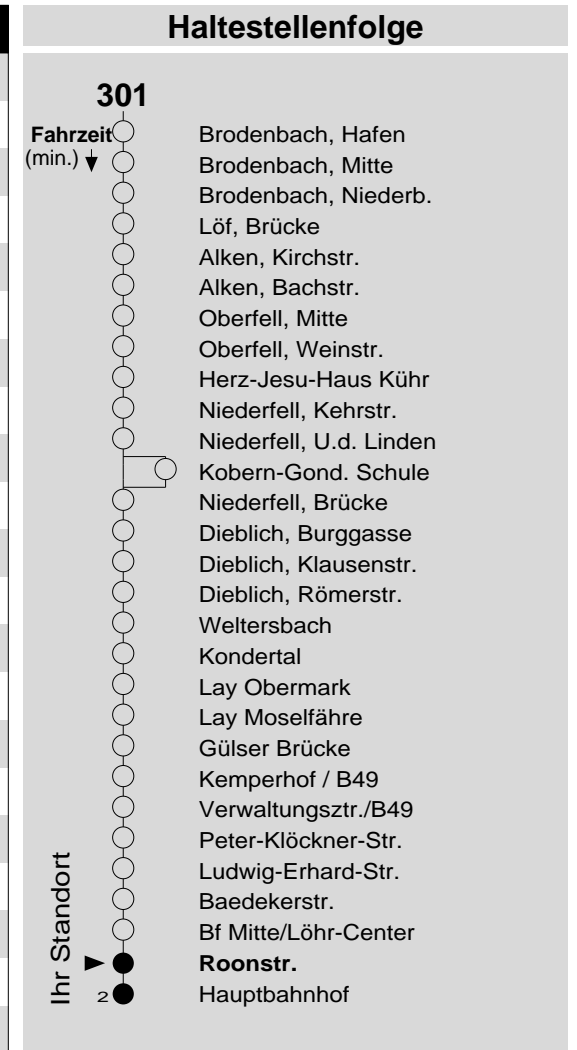 Haltestellenfolge
301
Fahrzeit
(min.)
Brodenbach, Hafen
Brodenbach, Mitte
Brodenbach, Niederb.
Löf, Brücke
Alken, Kirchstr.
Alken, Bachstr.
Oberfell, Mitte
Oberfell, Weinstr.
Herz-Jesu-Haus Kühr
Niederfell, Kehrstr.
Niederfell, U.d. Linden
Kobern-Gond. Schule
Niederfell, Brücke
Dieblich, Burggasse
Dieblich, Klausenstr.
Dieblich, Römerstr.
Weltersbach
Kondertal
Lay Obermark
Lay Moselfähre
Gülser Brücke
Kemperhof / B49
Verwaltungsztr./B49
Peter-Klöckner-Str.
Ludwig-Erhard-Str.
Baedekerstr.
Bf Mitte/Löhr-Center
Ihr Standort
Roonstr.
2 Hauptbahnhof